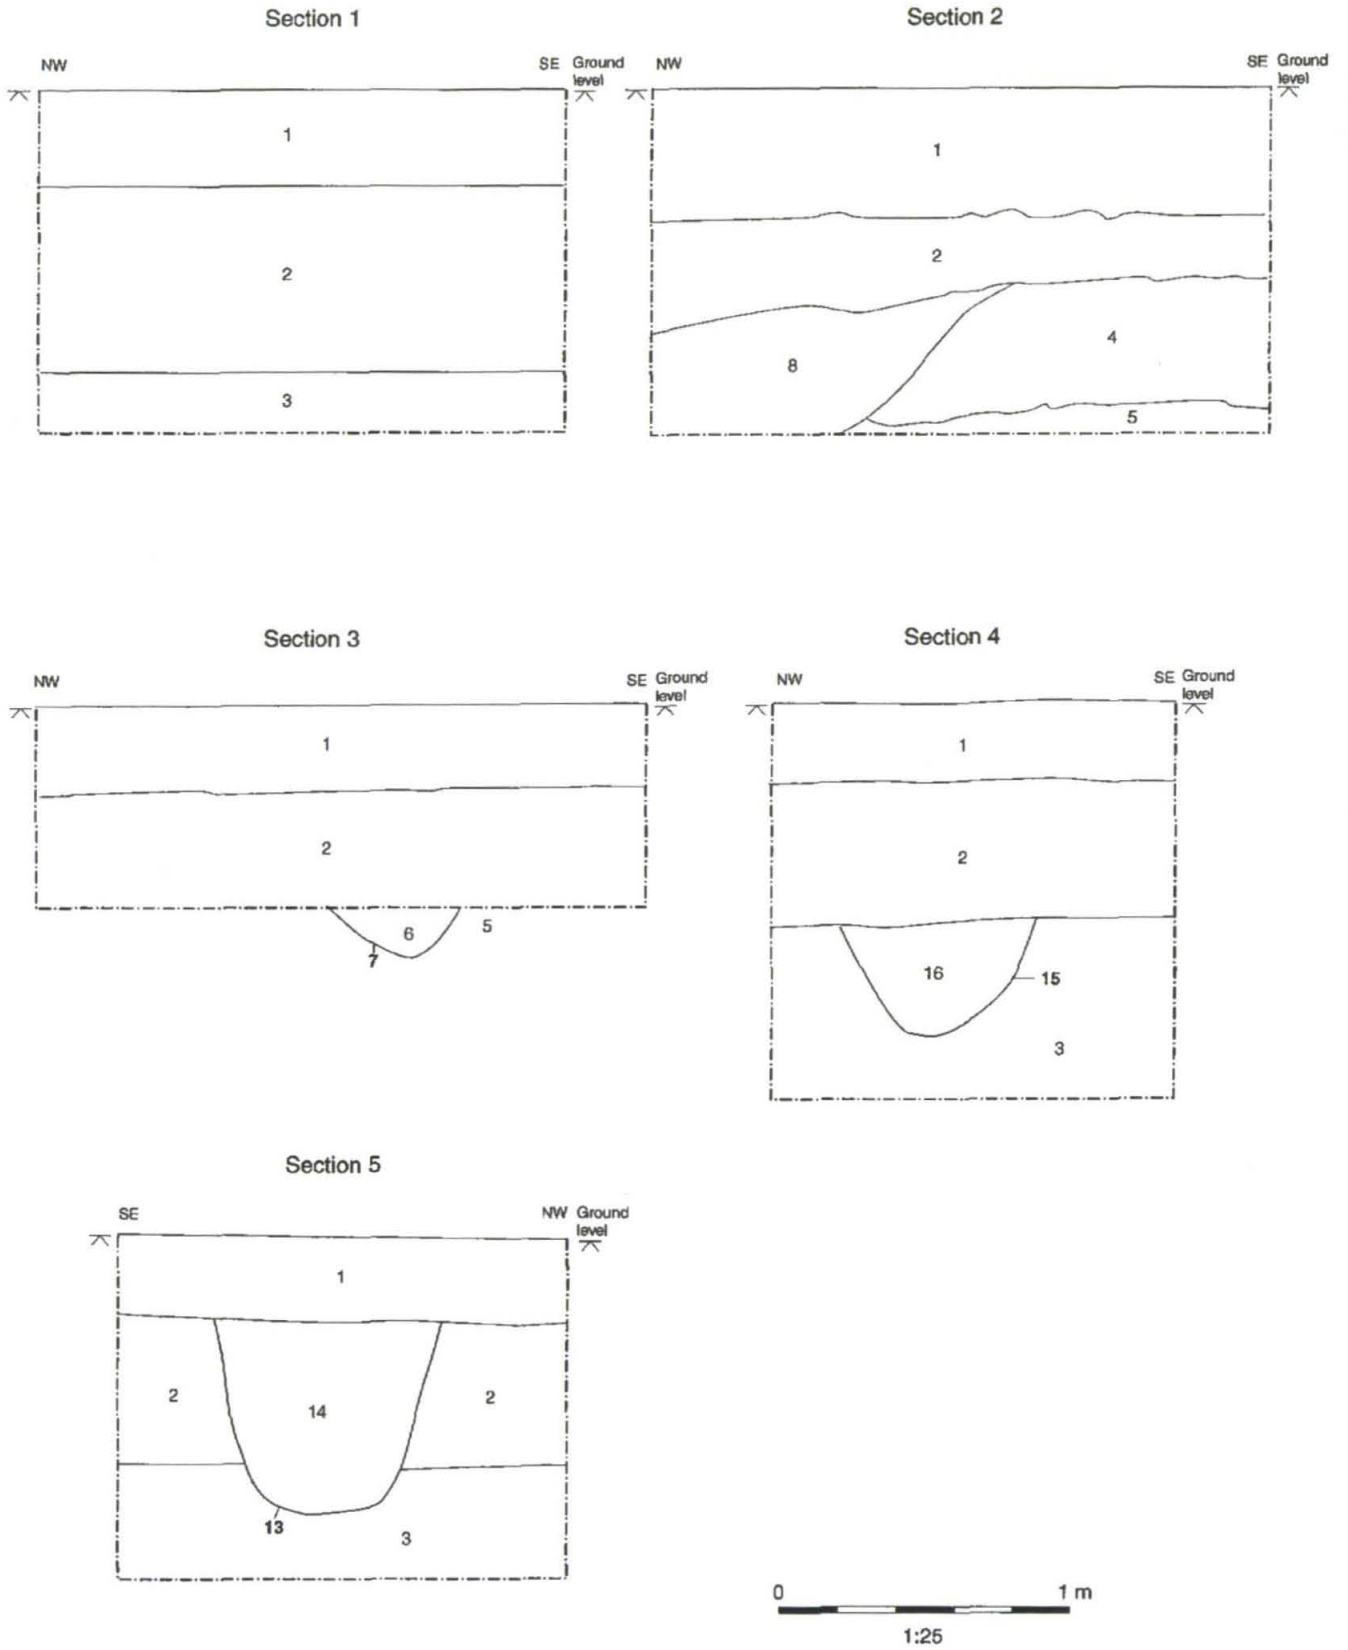 Section 1
NW
SE Ground
level
1
2
3
Section 2
NW
SE Ground
level
1
2
8
4
5
Section 3
NW
SE Ground
level
1
2
6
5
7
Section 4
NW
SE Ground
level
1
2
16
15
3
Section 5
SE
NW Ground
level
1
2
14
2
13
3
0
1 m
1:25